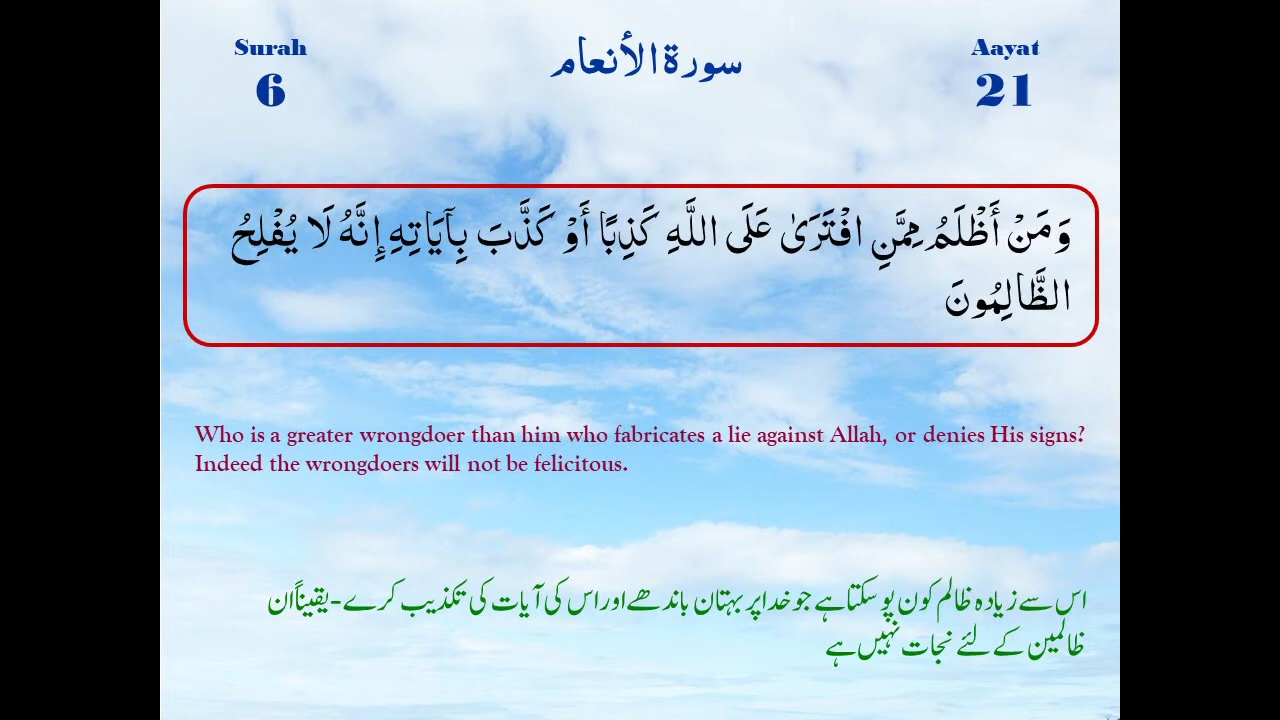 Surah
6
سورة الأنعام
Aayat
21
وَمَنْ أَظْلَمُ مِمَّنِ افْتَرَىٰ عَلَى اللَّهِ كَذِبًا أَوْ كَذَّبَ بِآيَاتِهِ إِنَّهُ لَا يُفْلِحُ
الظَّالِمُونَ
Who is a greater wrongdoer than him who fabricates a lie against Allah, or denies His signs?
Indeed the wrongdoers will not be felicitous.
اس سے زیادہ ظالم کون ہو سکتا ہے جو خدا پر بہتان باندھے اور اس کی آیات کی تکذیب کرے - یقیناً ان
ظالمین کے لئے نجات نہیں ہے